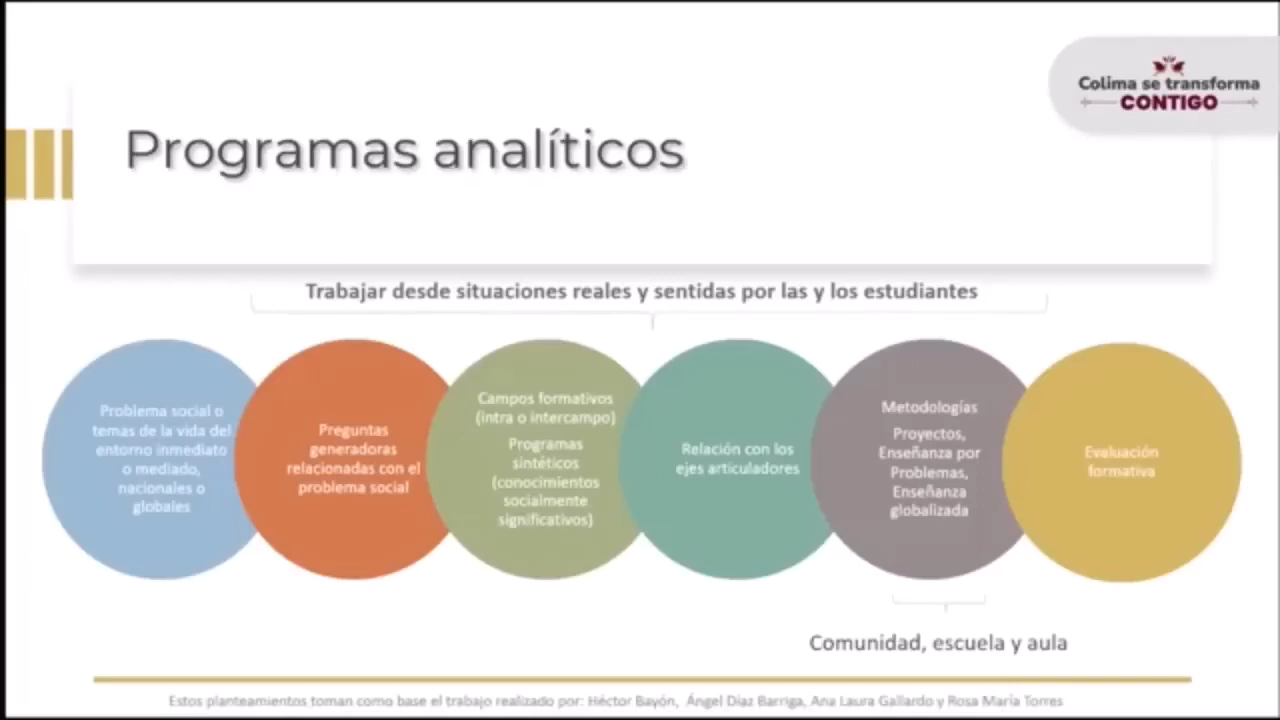 Colima se transforma
CONTIGO
Programas analíticos
Trabajar desde situaciones reales y sentidas por las y los estudiantes
Problema social o
temas de la vida del
entorno inmediato
o mediado,
nacionales o
globales
Preguntas
generadoras
relacionadas con el
problema social
Campos formativos
(intra o intercampo)
Programas
sintéticos
(conocimientos
socialmente
significativos)
Relación con los
ejes articuladores
Metodologías
Proyectos,
Enseñanza por
Problemas,
Enseñanza
globalizada
Evaluación
formativa
Comunidad, escuela y aula
Estos planteamientos toman como base el trabajo realizado por: Héctor Bayón, Ángel Díaz Barriga, Ana Laura Gallardo y Rosa María Torres